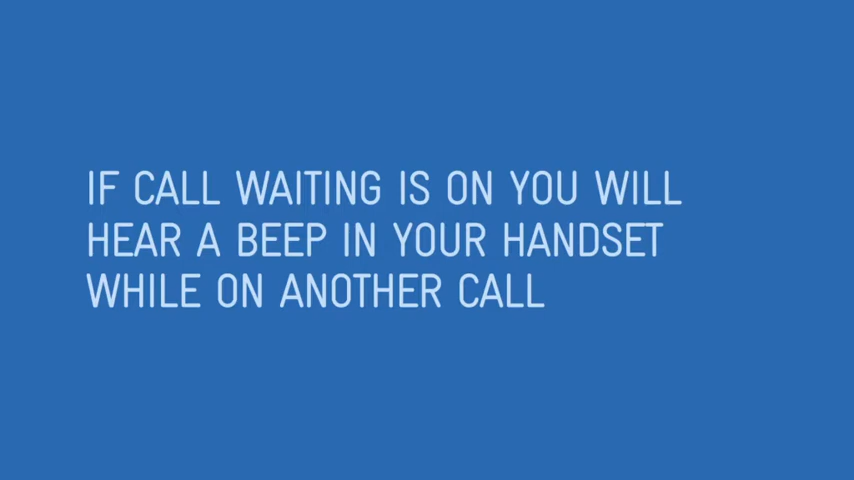 IF CALL WAITING IS ON YOU WILL
HEAR A BEEP IN YOUR HANDSET
WHILE ON ANOTHER CALL